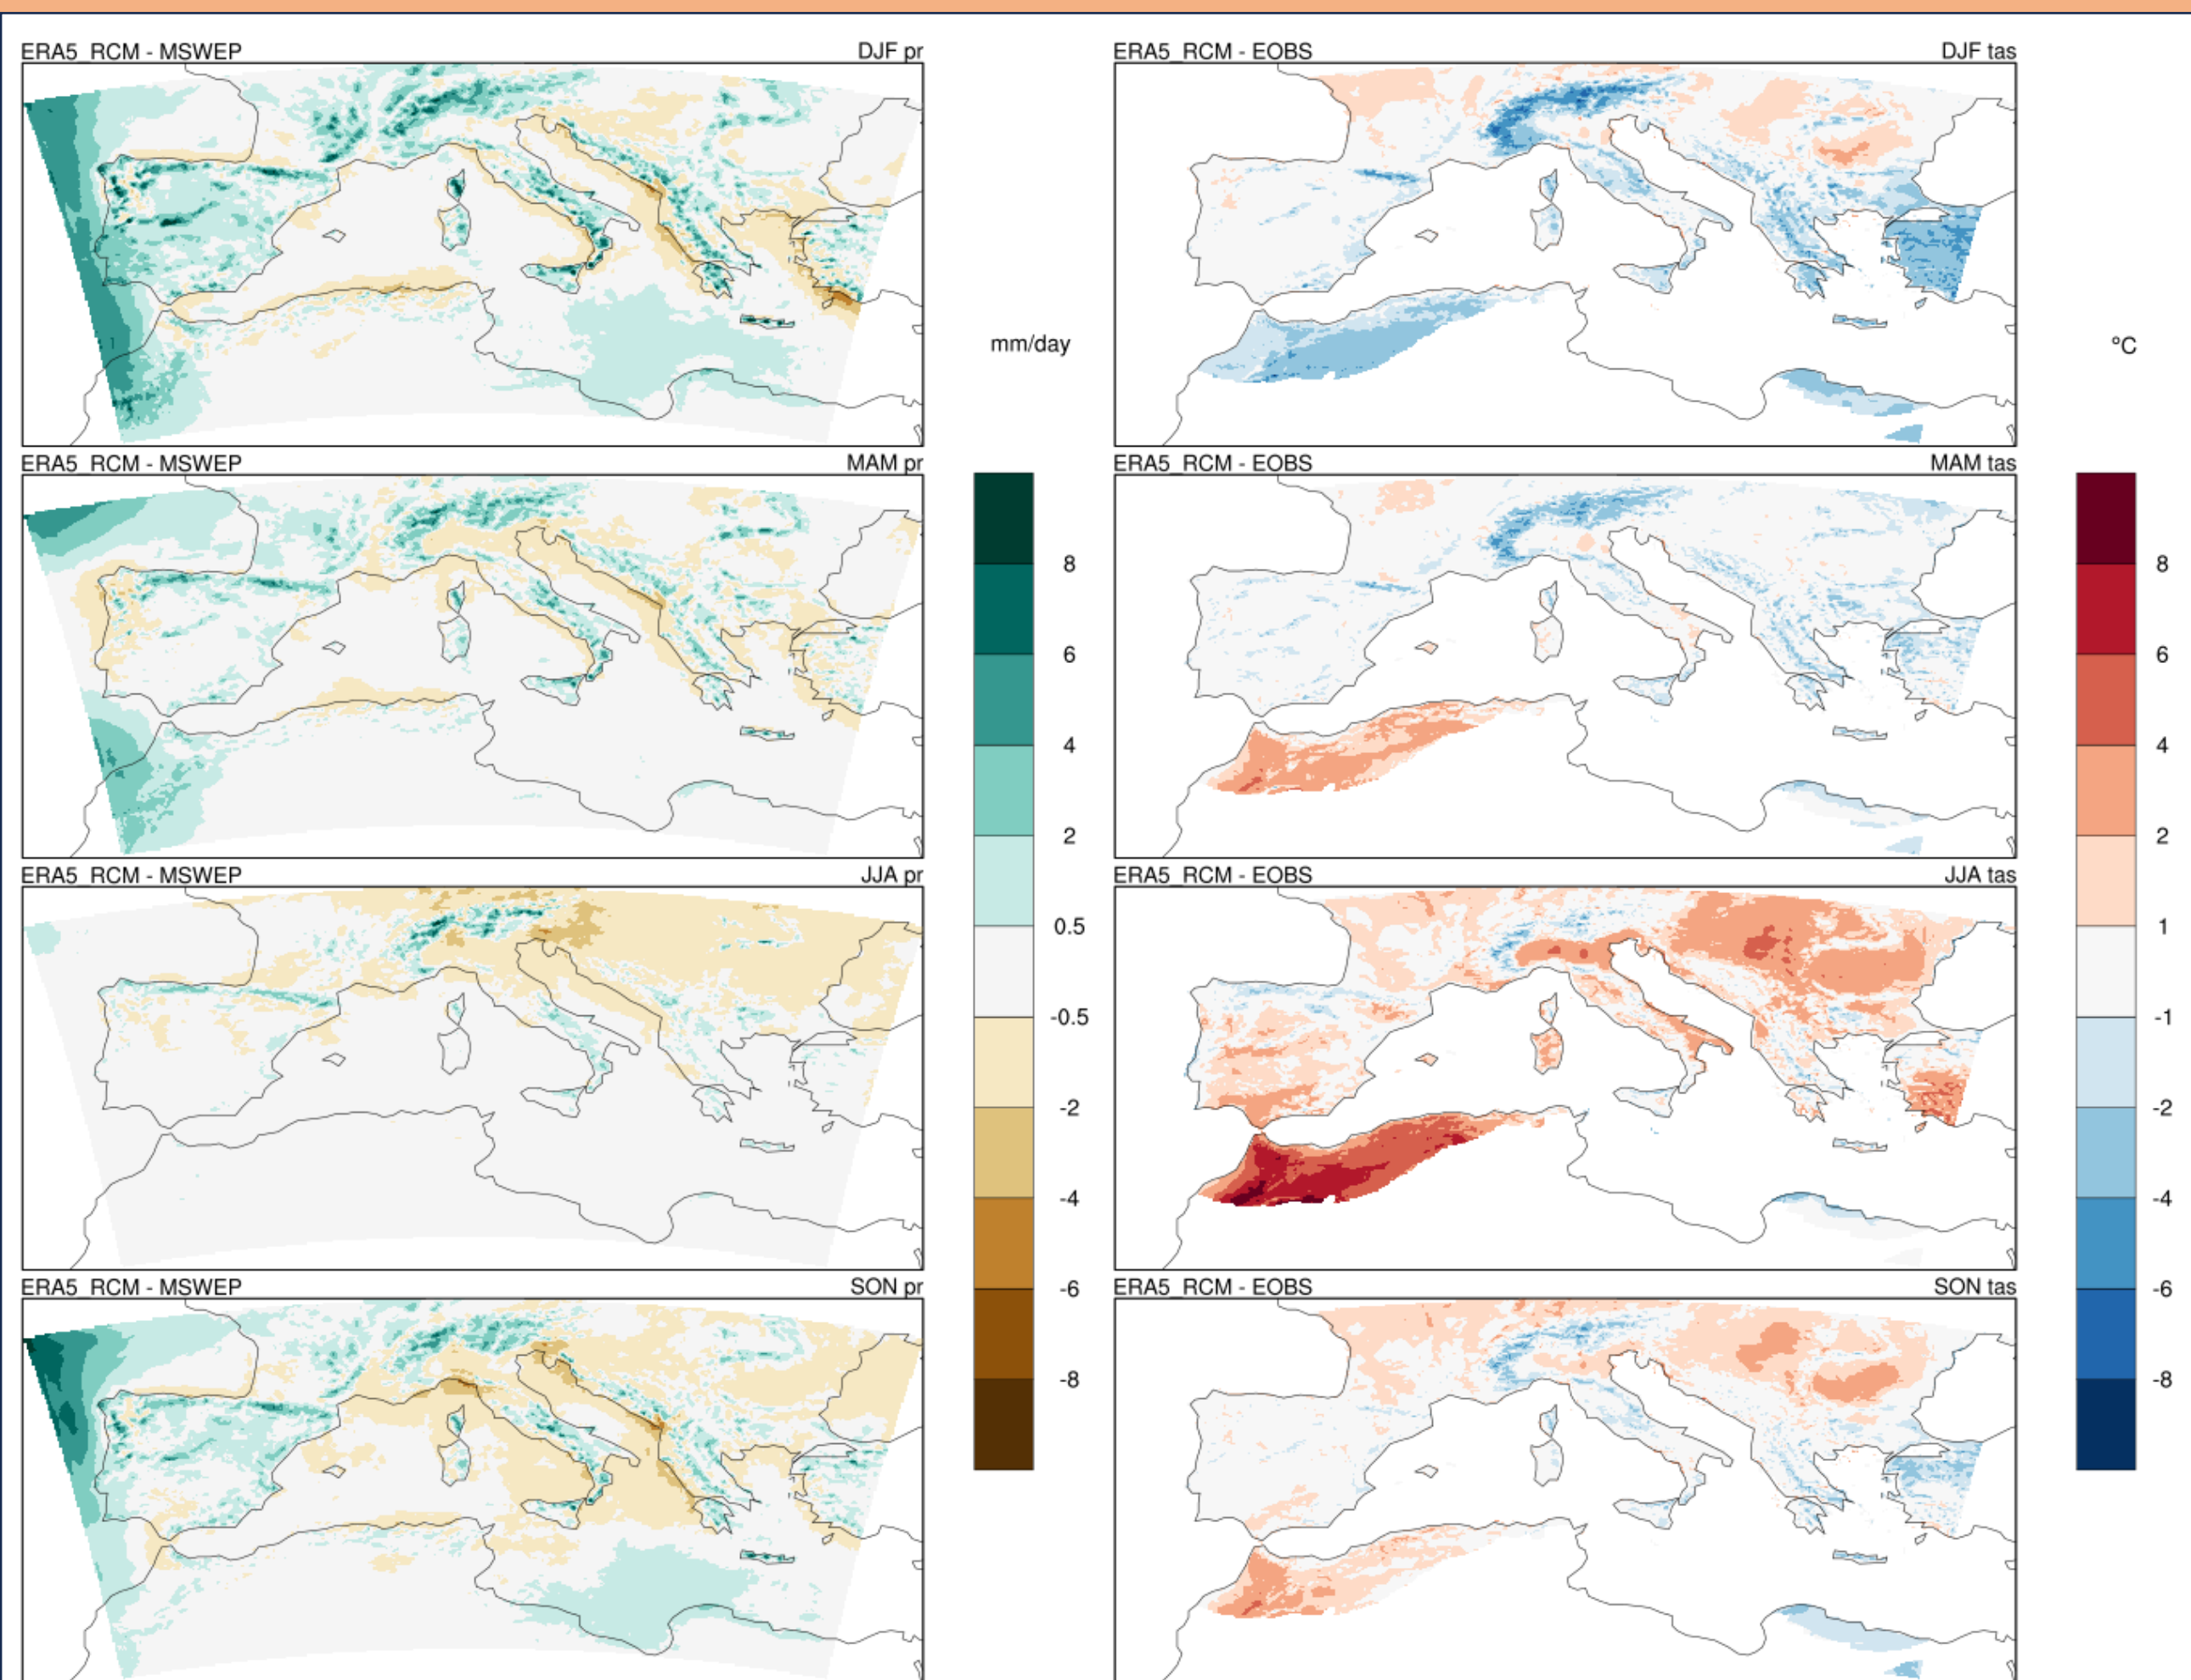 ERA5_RCM - MSWEP DJF pr
ERA5_RCM - EOBS DJF tas
mm/day
°C
ERA5_RCM - MSWEP MAM pr
ERA5_RCM - EOBS MAM tas
8
6
4
2
0.5
-0.5
-2
-4
-6
-8
8
6
4
2
1
-1
-2
-4
-6
-8
ERA5_RCM - MSWEP JJA pr
ERA5_RCM - EOBS JJA tas
ERA5_RCM - MSWEP SON pr
ERA5_RCM - EOBS SON tas